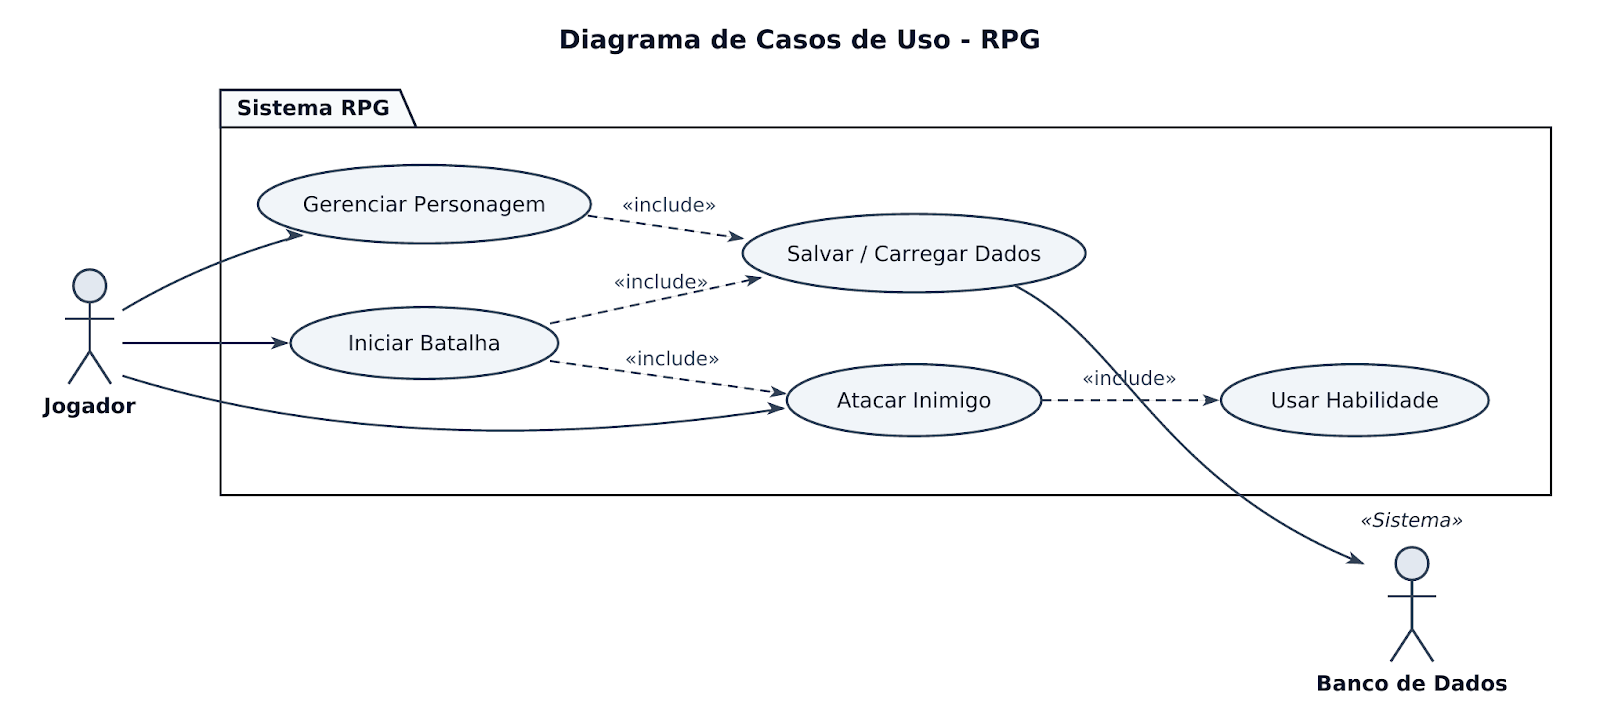 Diagrama de Casos de Uso - RPG
Sistema RPG
Gerenciar Personagem
«include»
Salvar / Carregar Dados
«include»
Iniciar Batalha
«include»
Atacar Inimigo
«include»
Usar Habilidade
Jogador
«Sistema»
Banco de Dados